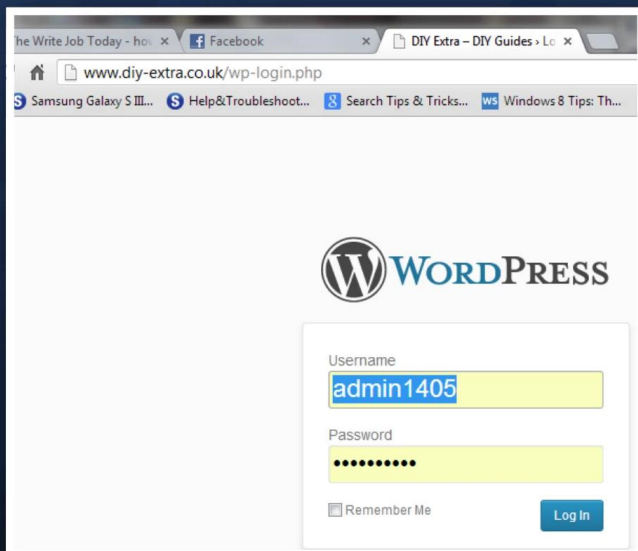 he Write Job Today - ho
Facebook
DIY Extra – DIY Guides › Lo
www.diy-extra.co.uk/wp-login.php
Samsung Galaxy S III...
Help&Troubleshoot...
Search Tips & Tricks...
Windows 8 Tips: Th...
WORDPRESS
Username
admin1405
Password
••••••••••
Remember Me
Log In